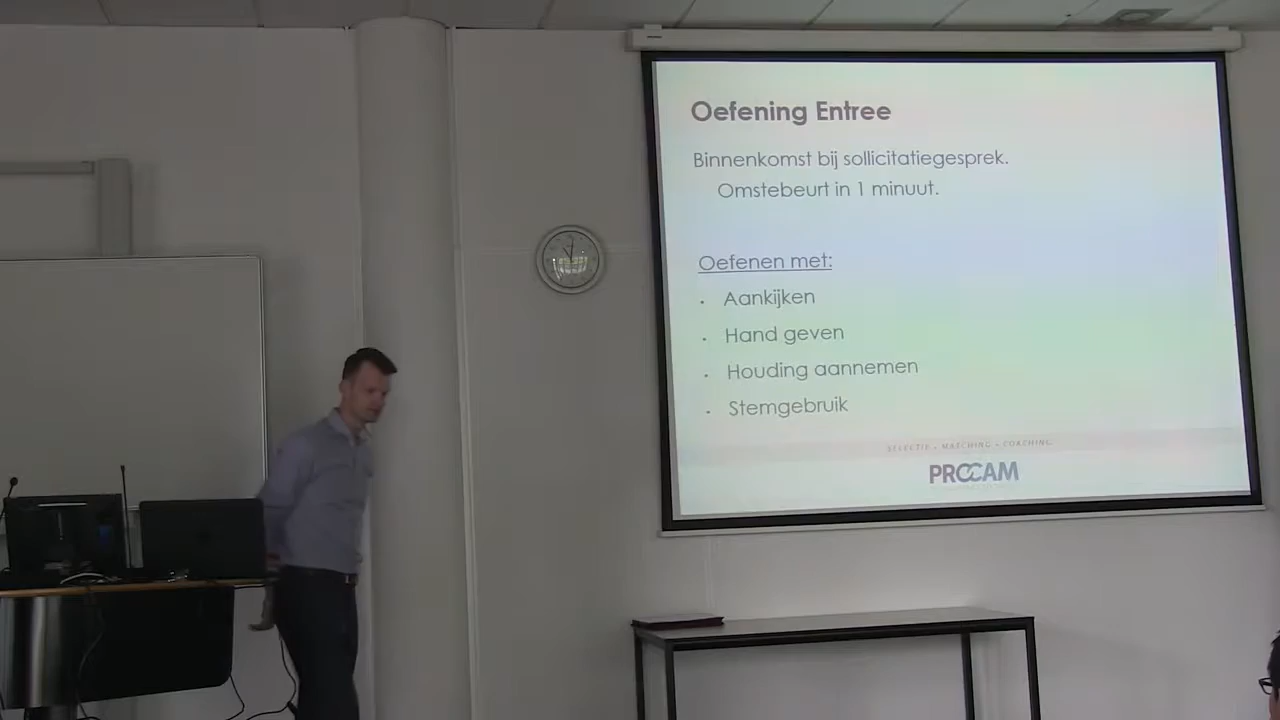 Oefening Entree
Binnenkomst bij sollicitatiegesprek.
Omstebeurt in 1 minuut.
Oefenen met:
• Aankijken
• Hand geven
• Houding aannemen
• Stemgebruik
SELECTIE • MATCHING • COACHING
PROCAM